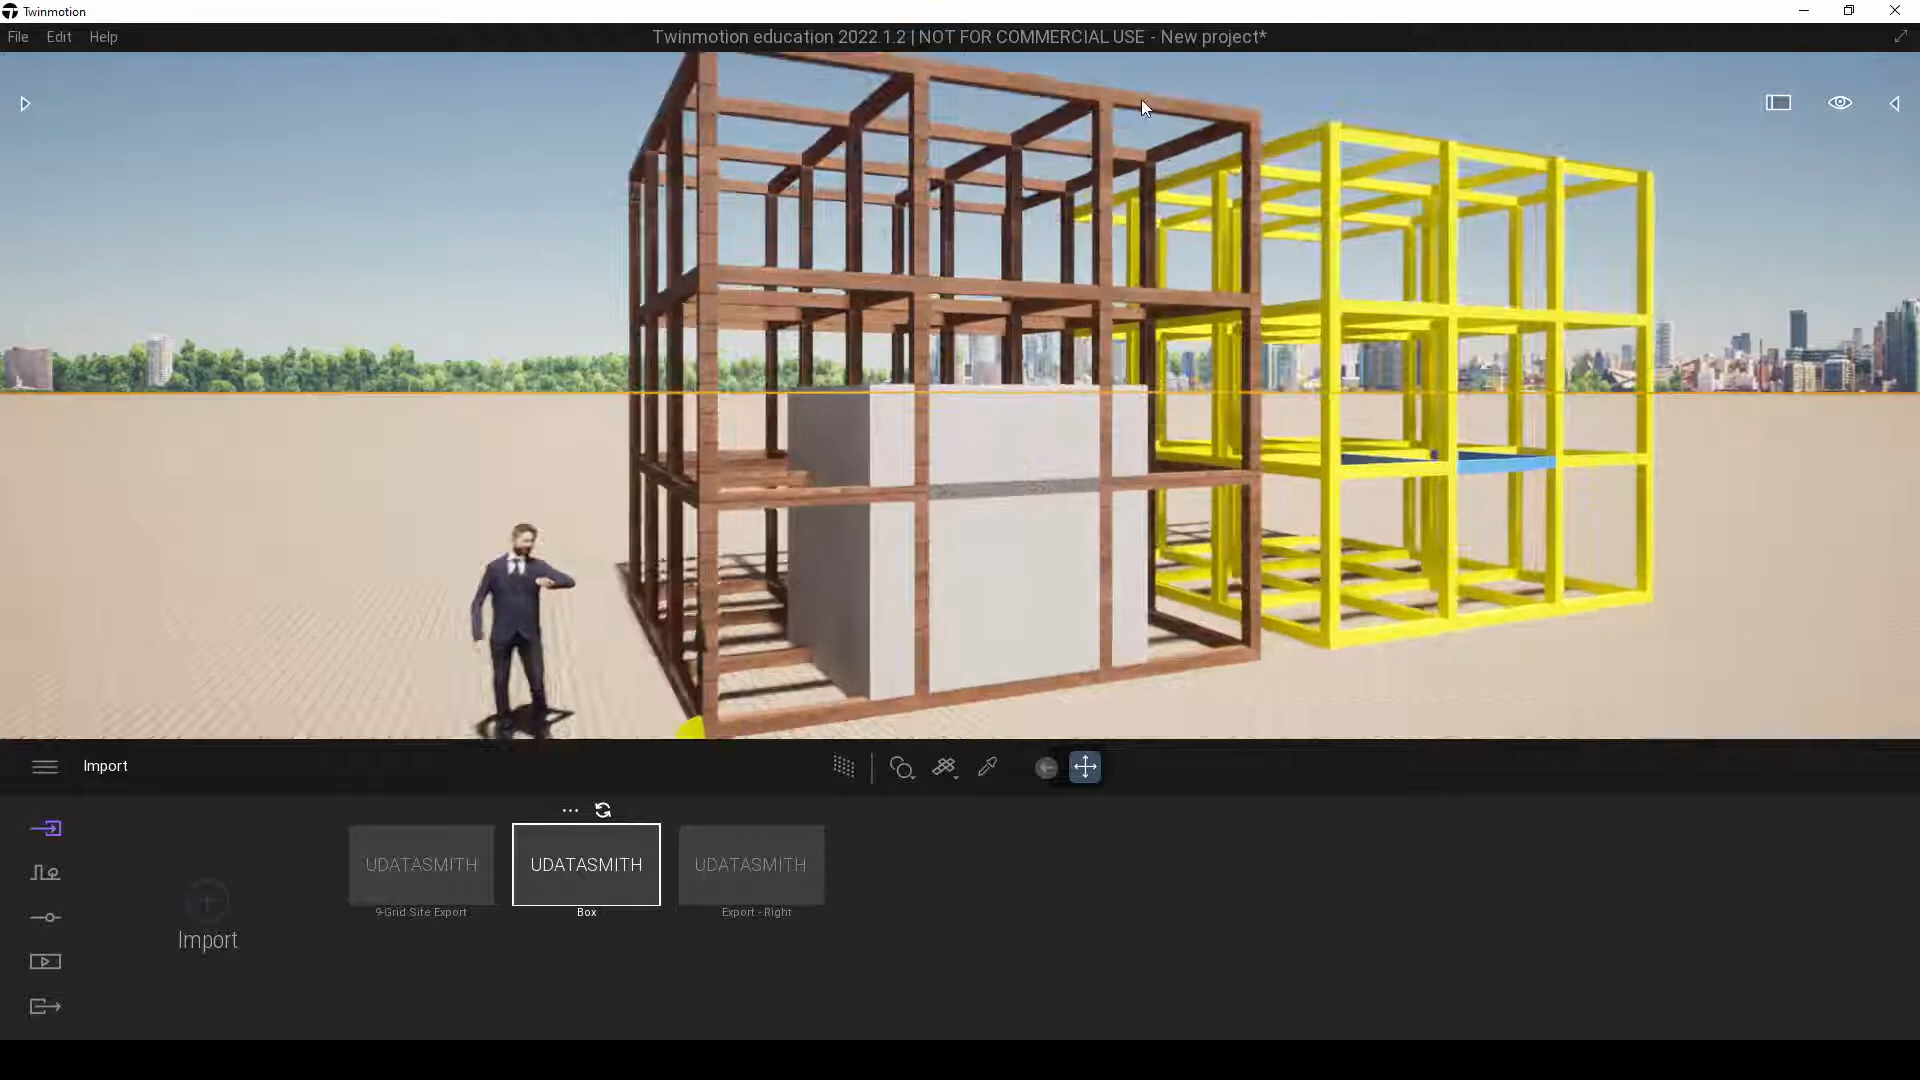 Twinmotion
File Edit Help
Twinmotion education 2022.1.2 | NOT FOR COMMERCIAL USE - New project*
Import
UDATASMITH
UDATASMITH
UDATASMITH
9-Grid Site Export
Box
Export - Right
Import